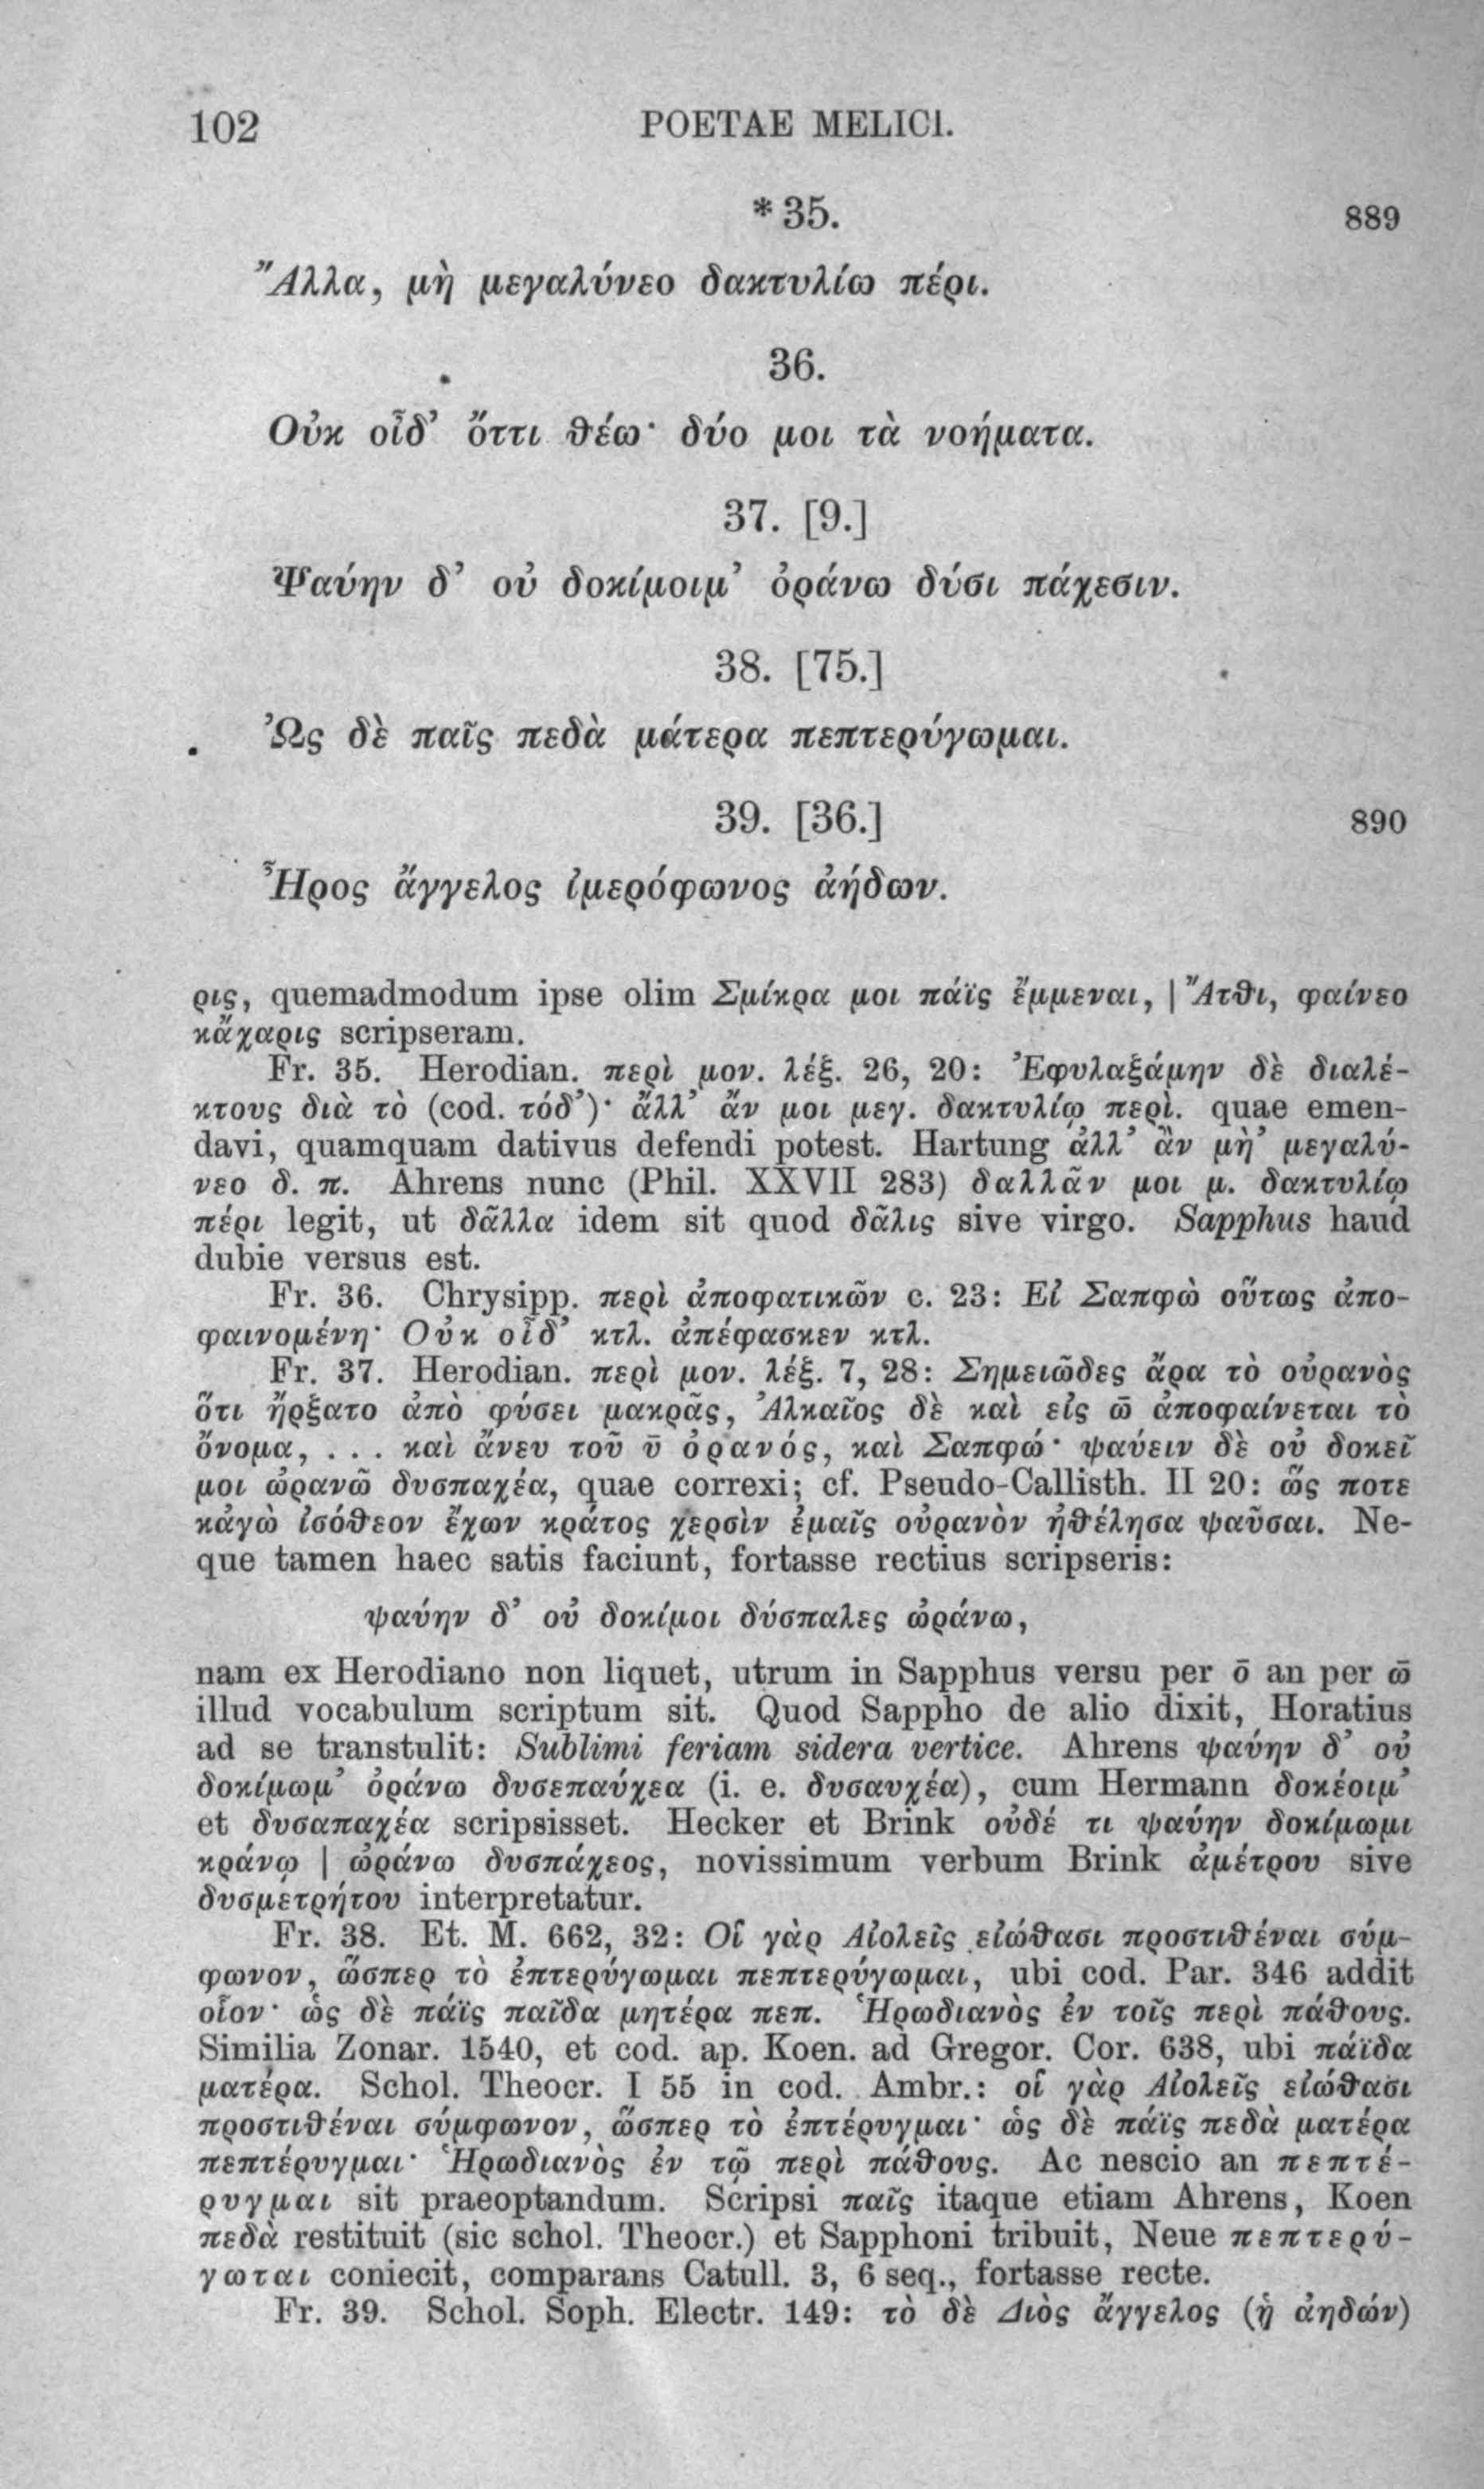 102
POETAE MELICI.
*35.
889
Ἄλλα, μὴ μεγαλύνεο δακτυλίω πέρι.
36.
Οὐκ οἶδ’ ὄττι θέω· δύο μοι τὰ νοήματα.
37. [9.]
Ψαύην δ’ οὐ δοκίμοιμ’ ὀράνω δύσι πάχεσιν.
38. [75.]
Ὠς δὲ παῖς πεδὰ μάτερα πεπτερύγωμαι.
39. [36.]
890
Ἦρος ἄγγελος ἰμερόφωνος ἀήδων.
ρις, quemadmodum ipse olim Σμίκρα μοι πάϊς ἔμμεναι, | Ἄτθι, φαίνεο
κἄχαρις scripseram.
Fr. 35. Herodian. περὶ μον. λέξ. 26, 20: Ἐφυλαξάμην δὲ διαλέ-
κτους διὰ τὸ (cod. τόδ’)· ἄλλ’ ἄν μοι μεγ. δακτυλίῳ περὶ. quae emen-
davi, quamquam dativus defendi potest. Hartung ἀλλ’ ἂν μὴ’ μεγαλύ-
νεο δ. π. Ahrens nunc (Phil. XXVII 283) δαλλᾶν μοι μ. δακτυλίῳ
πέρι legit, ut δᾶλλα idem sit quod δᾶλις sive virgo. Sapphus haud
dubie versus est.
Fr. 36. Chrysipp. περὶ ἀποφατικῶν c. 23: Εἰ Σαπφὼ οὕτως ἀπο-
φαινομένη· Οὐκ οἶδ’ κτλ. ἀπέφασκεν κτλ.
Fr. 37. Herodian. περὶ μον. λέξ. 7, 28: Σημειῶδες ἄρα τὸ οὐρανὸς
ὅτι ἤρξατο ἀπὸ φύσει μακρᾶς, Ἀλκαῖος δὲ καὶ εἰς ω̄ ἀποφαίνεται τὸ
ὄνομα, . . . καὶ ἄνευ τοῦ ῡ ὀρανός, καὶ Σαπφώ· ψαύειν δὲ οὐ δοκεῖ
μοι ὠρανῶ δυσπαχέα, quae correxi; cf. Pseudo-Callisth. II 20: ὥς ποτε
κἀγὼ ἰσόθεον ἔχων κράτος χερσὶν ἐμαῖς οὐρανὸν ἠθέλησα ψαῦσαι. Ne-
que tamen haec satis faciunt, fortasse rectius scripseris:
ψαύην δ’ οὐ δοκίμοι δύσπαλες ὠράνω,
nam ex Herodiano non liquet, utrum in Sapphus versu per ο̄ an per ω̄
illud vocabulum scriptum sit. Quod Sappho de alio dixit, Horatius
ad se transtulit: Sublimi feriam sidera vertice. Ahrens ψαύην δ’ οὐ
δοκίμωμ’ ὀράνω δυσεπαύχεα (i. e. δυσαυχέα), cum Hermann δοκέοιμ’
et δυσαπαχέα scripsisset. Hecker et Brink οὐδέ τι ψαύην δοκίμωμι
κράνῳ | ὠράνω δυσπάχεος, novissimum verbum Brink ἀμέτρου sive
δυσμετρήτου interpretatur.
Fr. 38. Et. M. 662, 32: Οἵ γὰρ Αἰολεῖς εἰώθασι προστιθέναι σύμ-
φωνον, ὥσπερ τὸ ἐπτερύγωμαι πεπτερύγωμαι, ubi cod. Par. 346 addit
οἷον· ὡς δὲ πάϊς παῖδα μητέρα πεπ. Ἡρωδιανὸς ἐν τοῖς περὶ πάθους.
Similia Zonar. 1540, et cod. ap. Koen. ad Gregor. Cor. 638, ubi πάϊδα
ματέρα. Schol. Theocr. I 55 in cod. Ambr.: οἵ γὰρ Αἰολεῖς εἰώθασι
προστιθέναι σύμφωνον, ὥσπερ τὸ ἐπτέρυγμαι· ὡς δὲ πάϊς πεδὰ ματέρα
πεπτέρυγμαι· Ἡρωδιανὸς ἐν τῷ περὶ πάθους. Ac nescio an πεπτέ-
ρυγμαι sit praeoptandum. Scripsi παῖς itaque etiam Ahrens, Koen
πεδὰ restituit (sic schol. Theocr.) et Sapphoni tribuit, Neue πεπτερύ-
γωται coniecit, comparans Catull. 3, 6 seq., fortasse recte.
Fr. 39. Schol. Soph. Electr. 149: τὸ δὲ Διὸς ἄγγελος (ἡ ἀηδών)